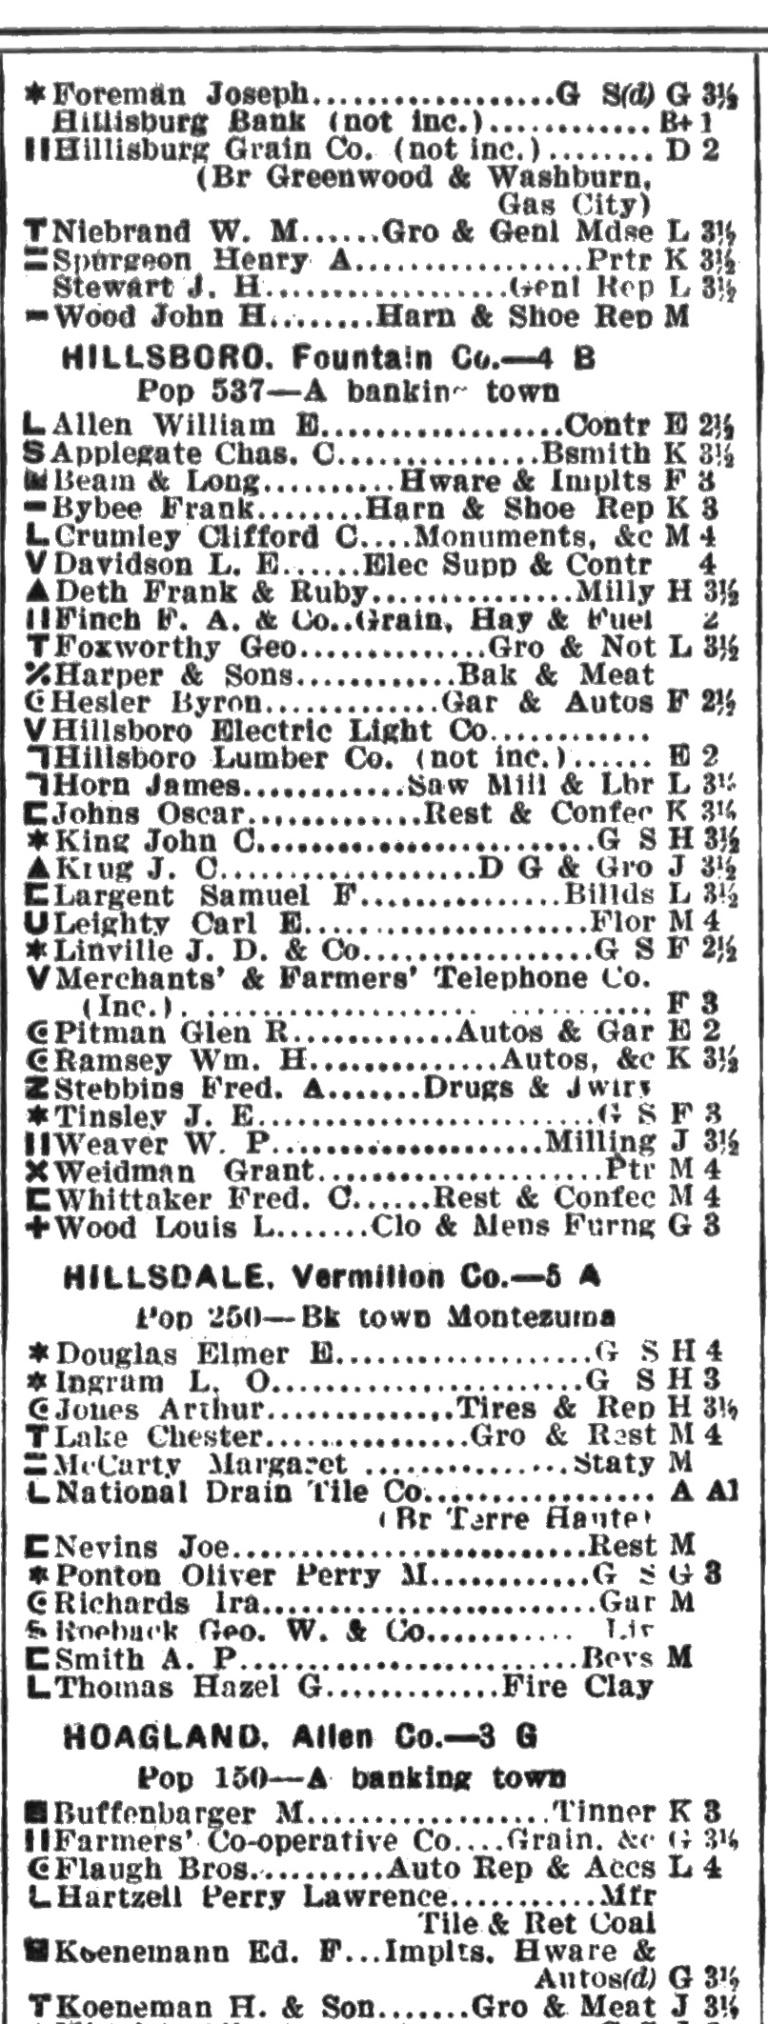 * Foreman Joseph..................G S(d) G 3½
Hillisburg Bank (not inc.)............ B+ 1
II Hillisburg Grain Co. (not inc.)........ D 2
(Br Greenwood & Washburn,
Gas City)
T Niebrand W. M......Gro & Genl Mdse L 3½
= Spurgeon Henry A.................Prtr K 3½
Stewart J. H..................Genl Rep L 3½
- Wood John H........Harn & Shoe Rep M
HILLSBORO, Fountain Co.—4 B
Pop 537—A bankin town
L Allen William E..................Contr E 2½
S Applegate Chas. C...............Bsmith K 3½
Beam & Long..........Hware & Implts F 3
- Bybee Frank........Harn & Shoe Rep K 3
L Crumley Clifford C....Monuments, &c M 4
V Davidson L. E......Elec Supp & Contr 4
▲ Deth Frank & Ruby...............Milly H 3½
II Finch F. A. & Co..Grain, Hay & Fuel 2
T Foxworthy Geo..............Gro & Not L 3½
% Harper & Sons............Bak & Meat
C Hesler Byron.............Gar & Autos F 2½
V Hillsboro Electric Light Co............
Hillsboro Lumber Co. (not inc.)...... E 2
Horn James............Saw Mill & Lbr L 3½
C Johns Oscar.............Rest & Confec K 3½
* King John C........................G S H 3½
▲ Krug J. C...................D G & Gro J 3½
C Largent Samuel F...............Billds L 3½
U Leighty Carl E.....................Flor M 4
* Linville J. D. & Co.................G S F 2½
V Merchants' & Farmers' Telephone Co.
(Inc.)................................. F 3
C Pitman Glen R............Autos & Gar E 2
C Ramsey Wm. H..............Autos, &c K 3½
Z Stebbins Fred. A.......Drugs & Jwlry
* Tinsley J. E........................G S F 3
II Weaver W. P....................Milling J 3½
X Weidman Grant.....................Ptr M 4
C Whittaker Fred. C......Rest & Confec M 4
+ Wood Louis L.......Clo & Mens Furng G 3
HILLSDALE, Vermilion Co.—5 A
Pop 250—Bk town Montezuma
* Douglas Elmer E...................G S H 4
* Ingram L. O.......................G S H 3
C Jones Arthur..............Tires & Rep H 3½
T Lake Chester...............Gro & Rest M 4
= McCarty Margaret ...............Staty M
L National Drain Tile Co................. A A1
(Br Terre Haute)
C Nevins Joe..........................Rest M
* Ponton Oliver Perry M............G S G 3
C Richards Ira........................Gar M
S Roebuck Geo. W. & Co........... Liv
C Smith A. P.........................Bevs M
L Thomas Hazel G.............Fire Clay
HOAGLAND, Allen Co.—3 G
Pop 150—A banking town
Buffenbarger M..................Tinner K 3
II Farmers' Co-operative Co....Grain, &c G 3½
C Flaugh Bros..........Auto Rep & Accs L 4
L Hartzell Perry Lawrence...........Mfr
Tile & Ret Coal
Koenemann Ed. F...Implts, Hware &
Autos(d) G 3½
T Koeneman H. & Son.......Gro & Meat J 3½